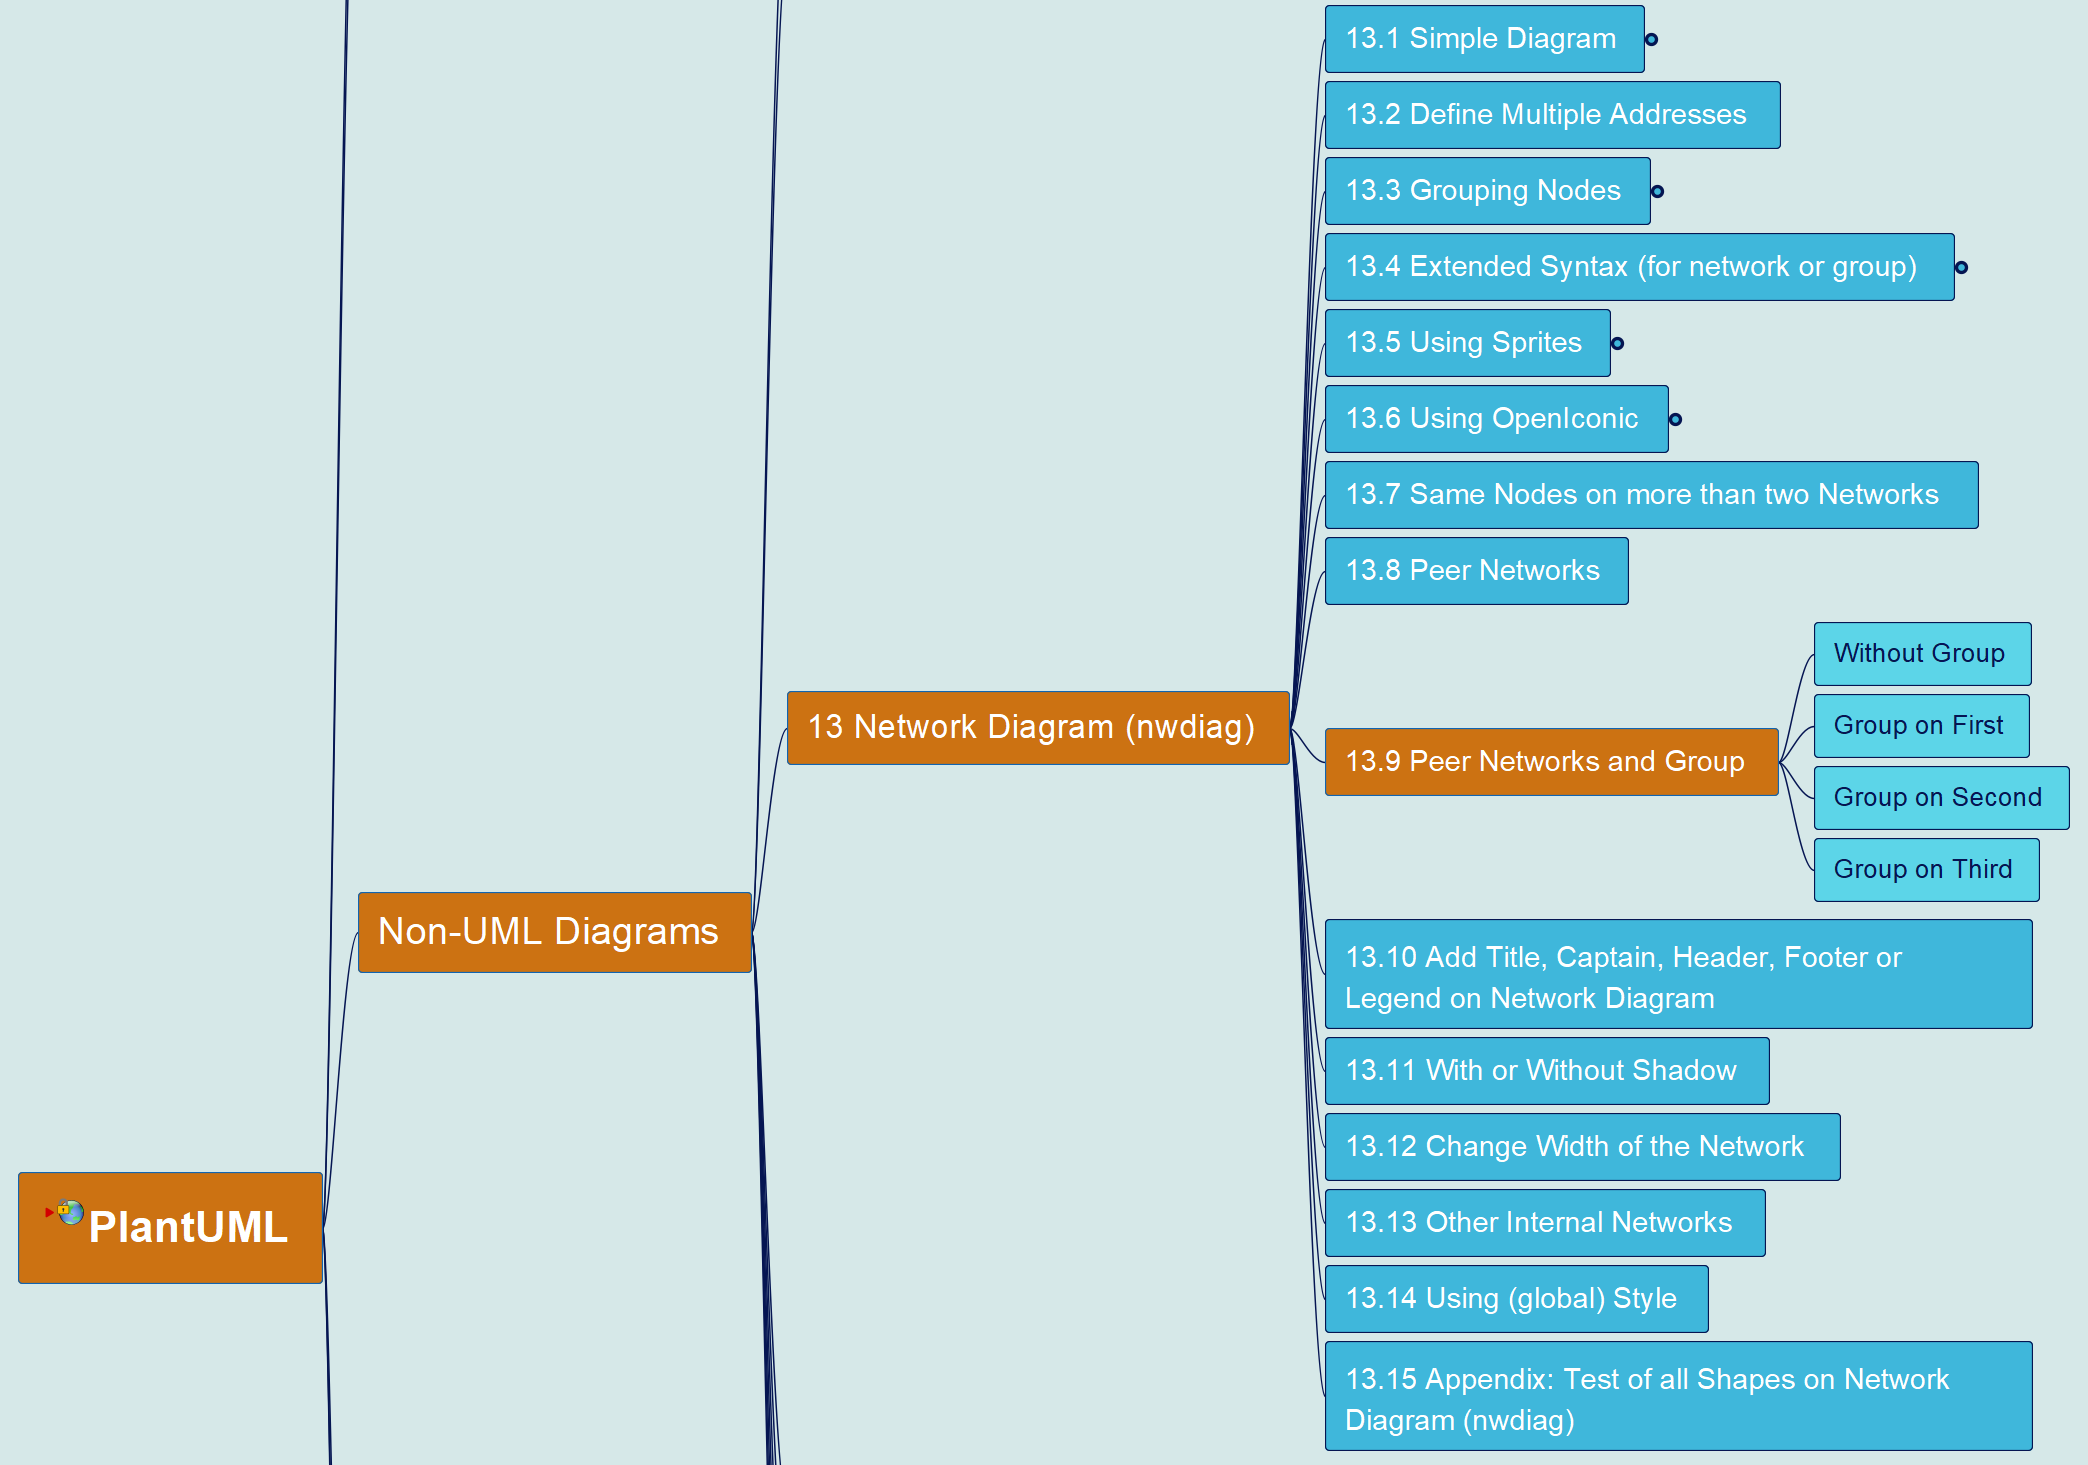 13.1 Simple Diagram
13.2 Define Multiple Addresses
13.3 Grouping Nodes
13.4 Extended Syntax (for network or group)
13.5 Using Sprites
13.6 Using OpenIconic
13.7 Same Nodes on more than two Networks
13.8 Peer Networks
Without Group
Group on First
13 Network Diagram (nwdiag)
13.9 Peer Networks and Group
Group on Second
Group on Third
Non-UML Diagrams
13.10 Add Title, Captain, Header, Footer or
Legend on Network Diagram
13.11 With or Without Shadow
13.12 Change Width of the Network
PlantUML
13.13 Other Internal Networks
13.14 Using (global) Style
13.15 Appendix: Test of all Shapes on Network
Diagram (nwdiag)